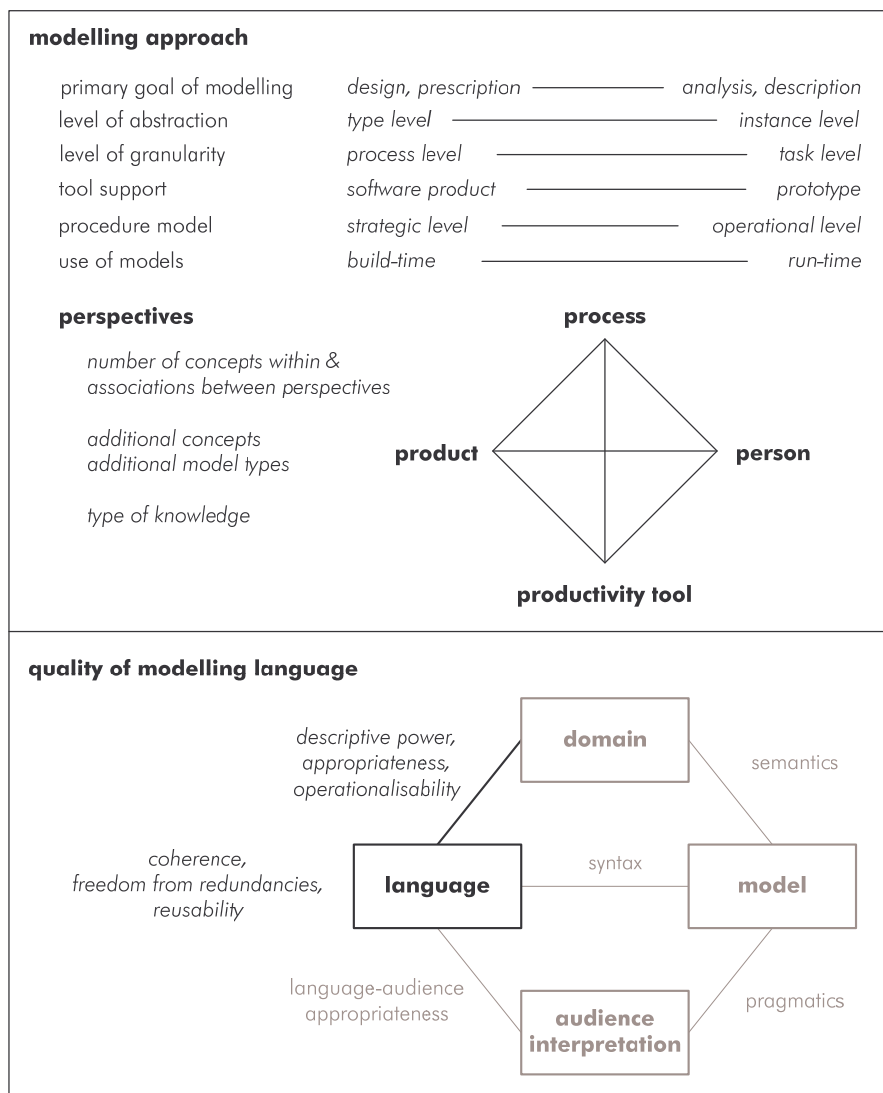 modelling approach
primary goal of modelling design, prescription analysis, description
level of abstraction type level instance level
level of granularity process level task level
tool support software product prototype
procedure model strategic level operational level
use of models build-time run-time
perspectives
process
number of concepts within &
associations between perspectives
additional concepts
additional model types
product
person
type of knowledge
productivity tool
quality of modelling language
descriptive power,
appropriateness,
operationalisability
domain
semantics
coherence,
freedom from redundancies,
reusability
language
syntax
model
language-audience
appropriateness
audience
interpretation
pragmatics